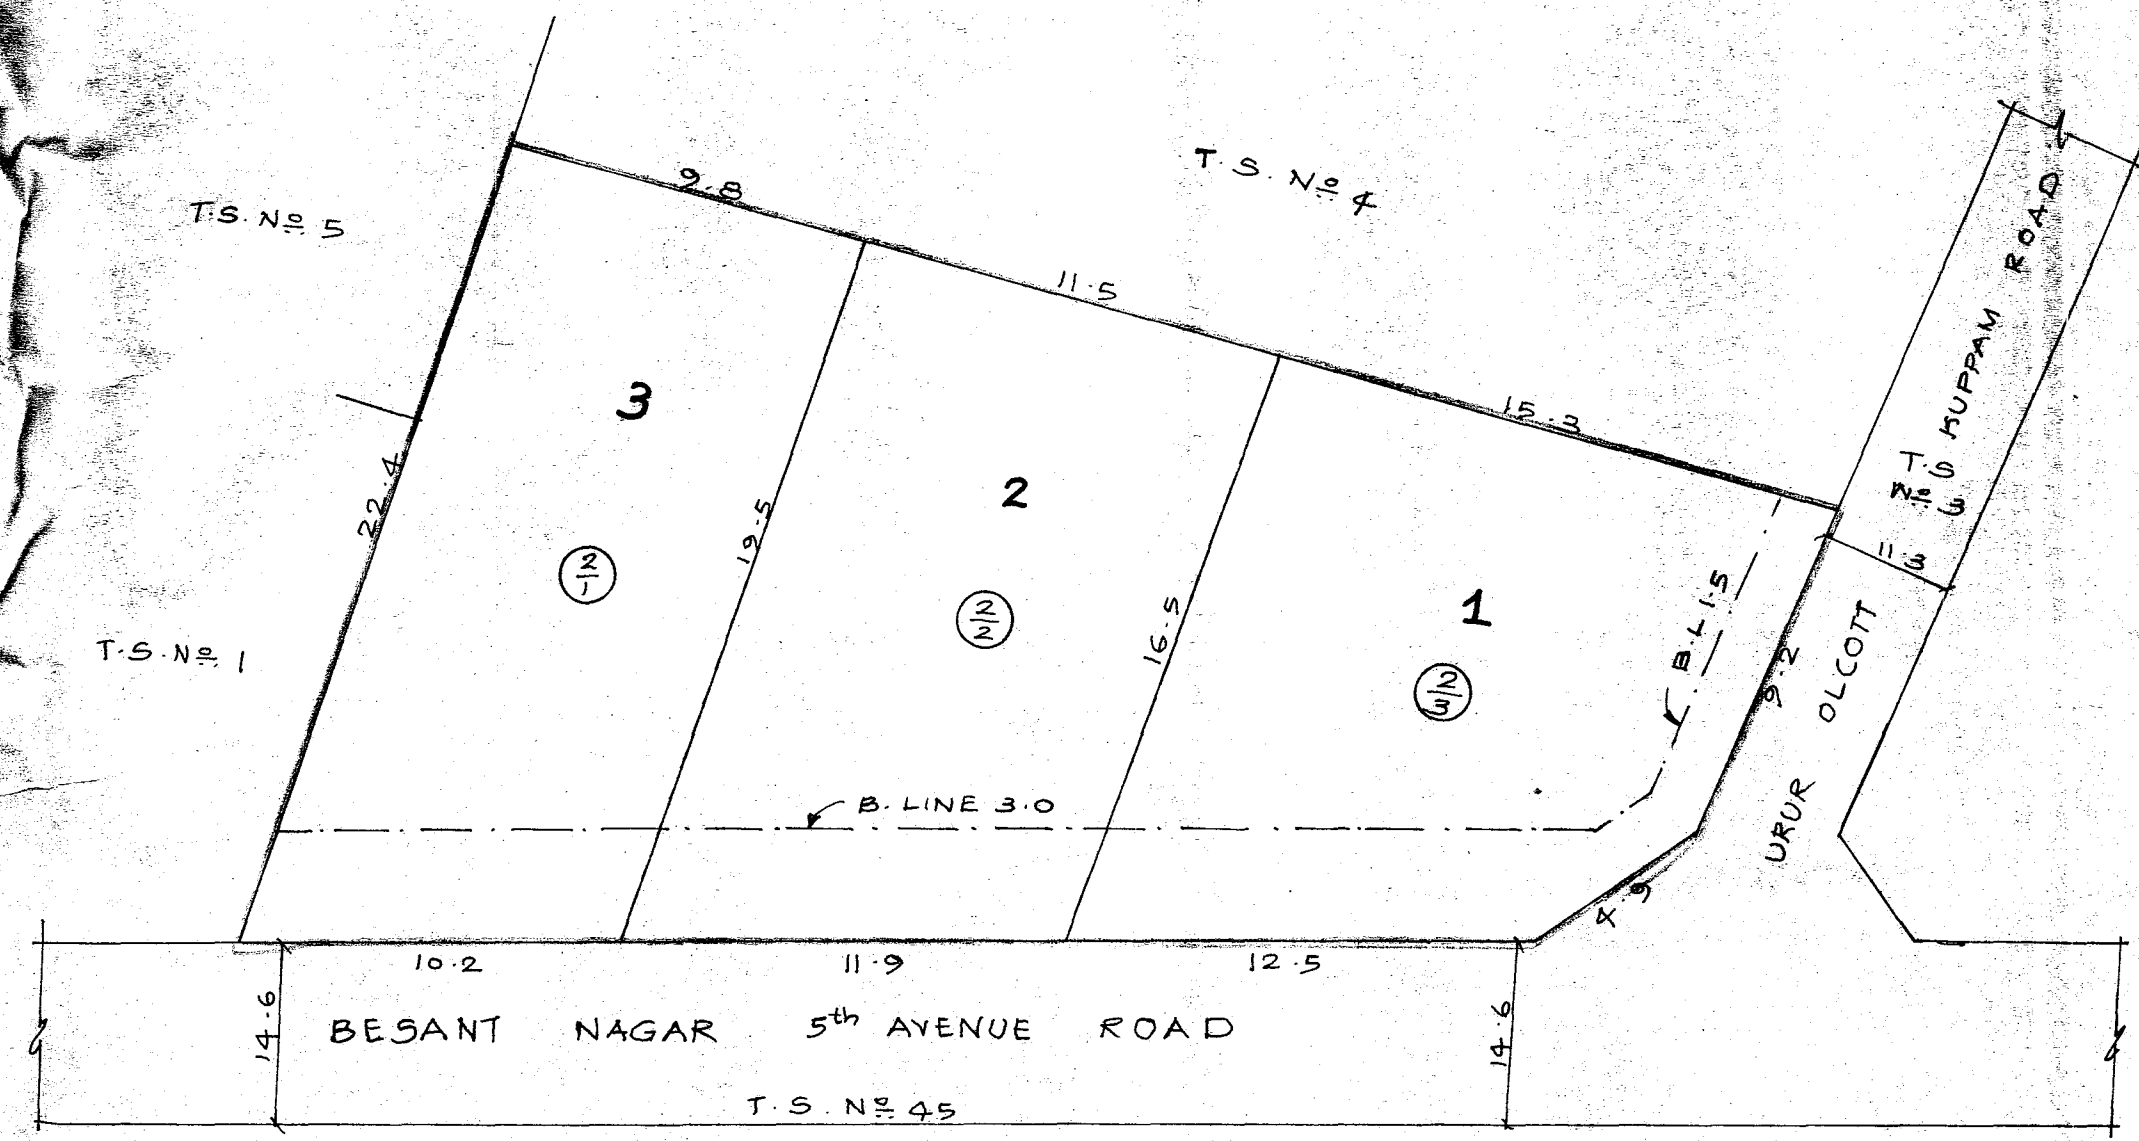 T.S. Nº 4
9.8
T.S. Nº 5
11.5
15.3
KUPPAM ROAD
3
22.4
2
T.S
Nº 3
19.5
2/1
11.3
16.5
2/2
1
2/3
B.L 1.5
9.2
URUR OLCOTT
T.S. Nº 1
B. LINE 3.0
4.9
10.2
11.9
12.5
14.6
BESANT NAGAR 5th AVENUE ROAD
14.6
T.S. Nº 45